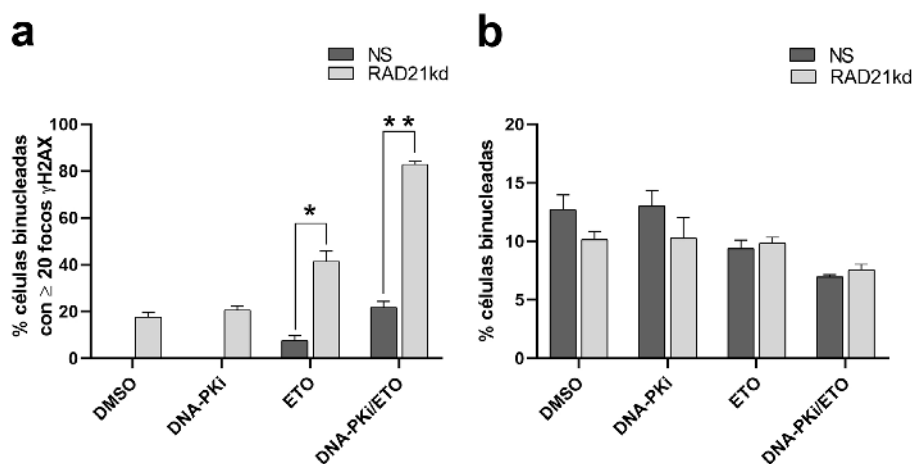 a
NS
RAD21kd
% células binucleadas
con ≥ 20 focos γH2AX
100
80
60
40
20
0
*
**
DMSO
DNA-PKi
ETO
DNA-PKi/ETO
b
NS
RAD21kd
% células binucleadas
20
15
10
5
0
DMSO
DNA-PKi
ETO
DNA-PKi/ETO